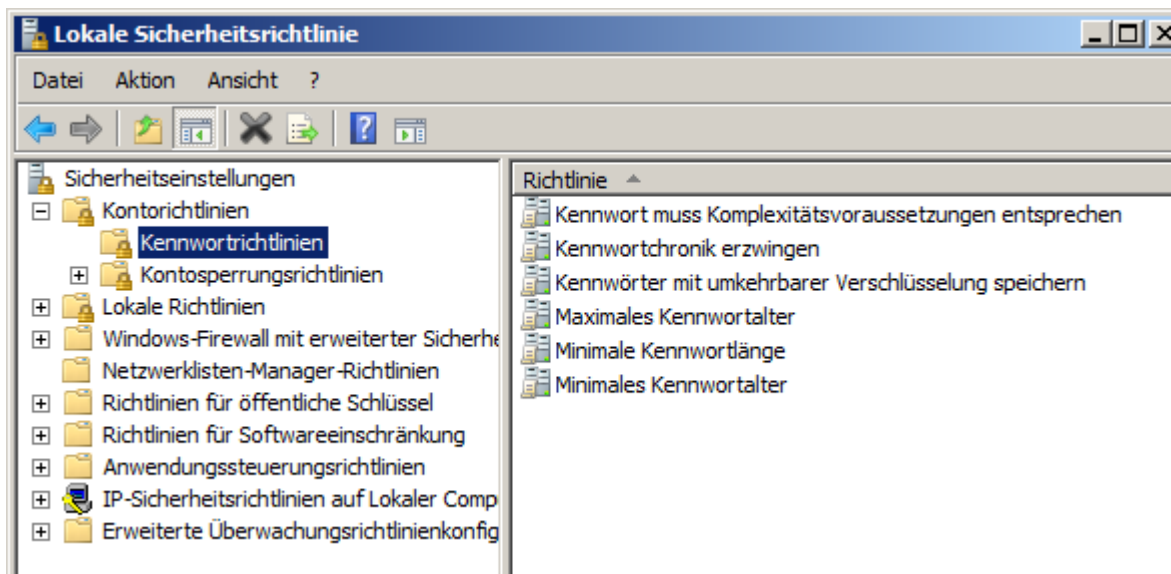 Lokale Sicherheitsrichtlinie
Datei Aktion Ansicht ?
Sicherheitseinstellungen
Kontorichtlinien
Kennwortrichtlinien
Kontosperrungsrichtlinien
Lokale Richtlinien
Windows-Firewall mit erweiterter Sicherhe
Netzwerklisten-Manager-Richtlinien
Richtlinien für öffentliche Schlüssel
Richtlinien für Softwareeinschränkung
Anwendungssteuerungsrichtlinien
IP-Sicherheitsrichtlinien auf Lokaler Comp
Erweiterte Überwachungsrichtlinienkonfig
Richtlinie
Kennwort muss Komplexitätsvoraussetzungen entsprechen
Kennwortchronik erzwingen
Kennwörter mit umkehrbarer Verschlüsselung speichern
Maximales Kennwortalter
Minimale Kennwortlänge
Minimales Kennwortalter